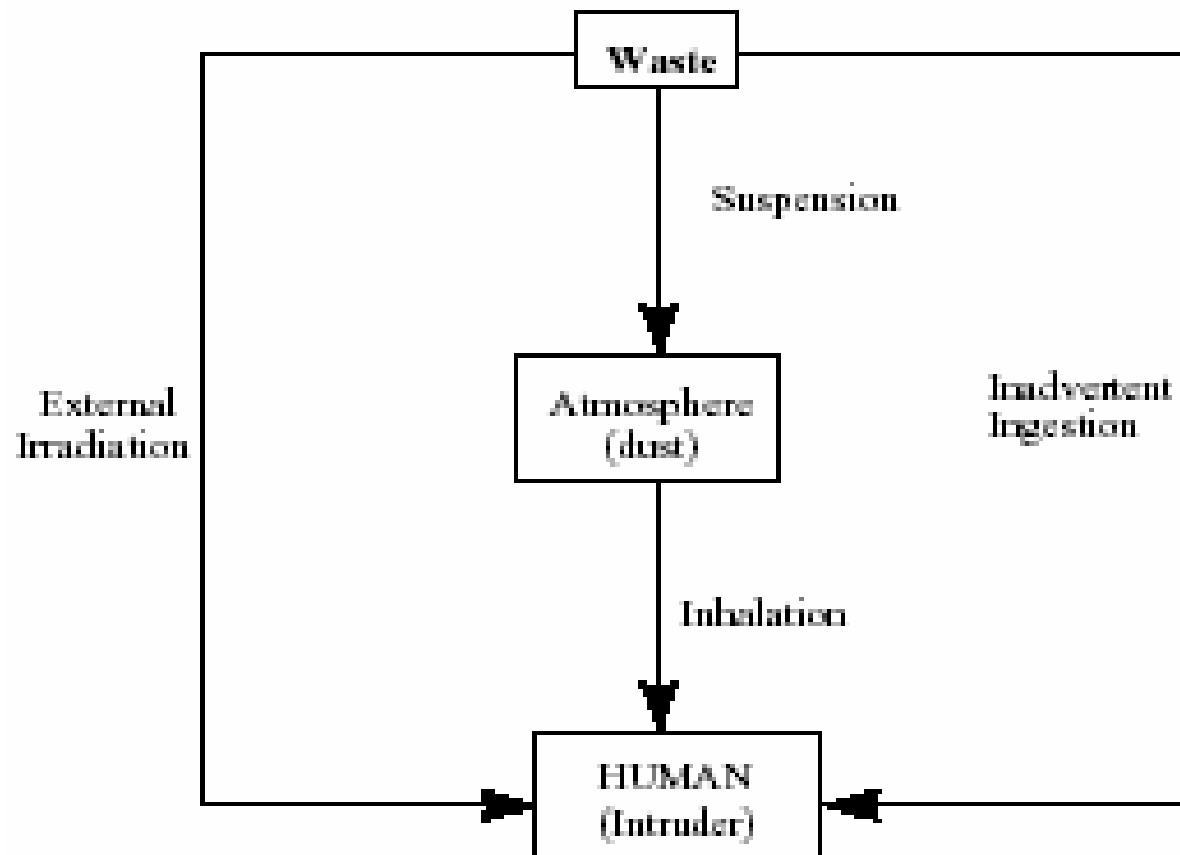 Waste
Suspension
External
Irradiation
Atmosphere
(dust)
Inadvertent
Ingestion
Inhalation
HUMAN
(Intruder)